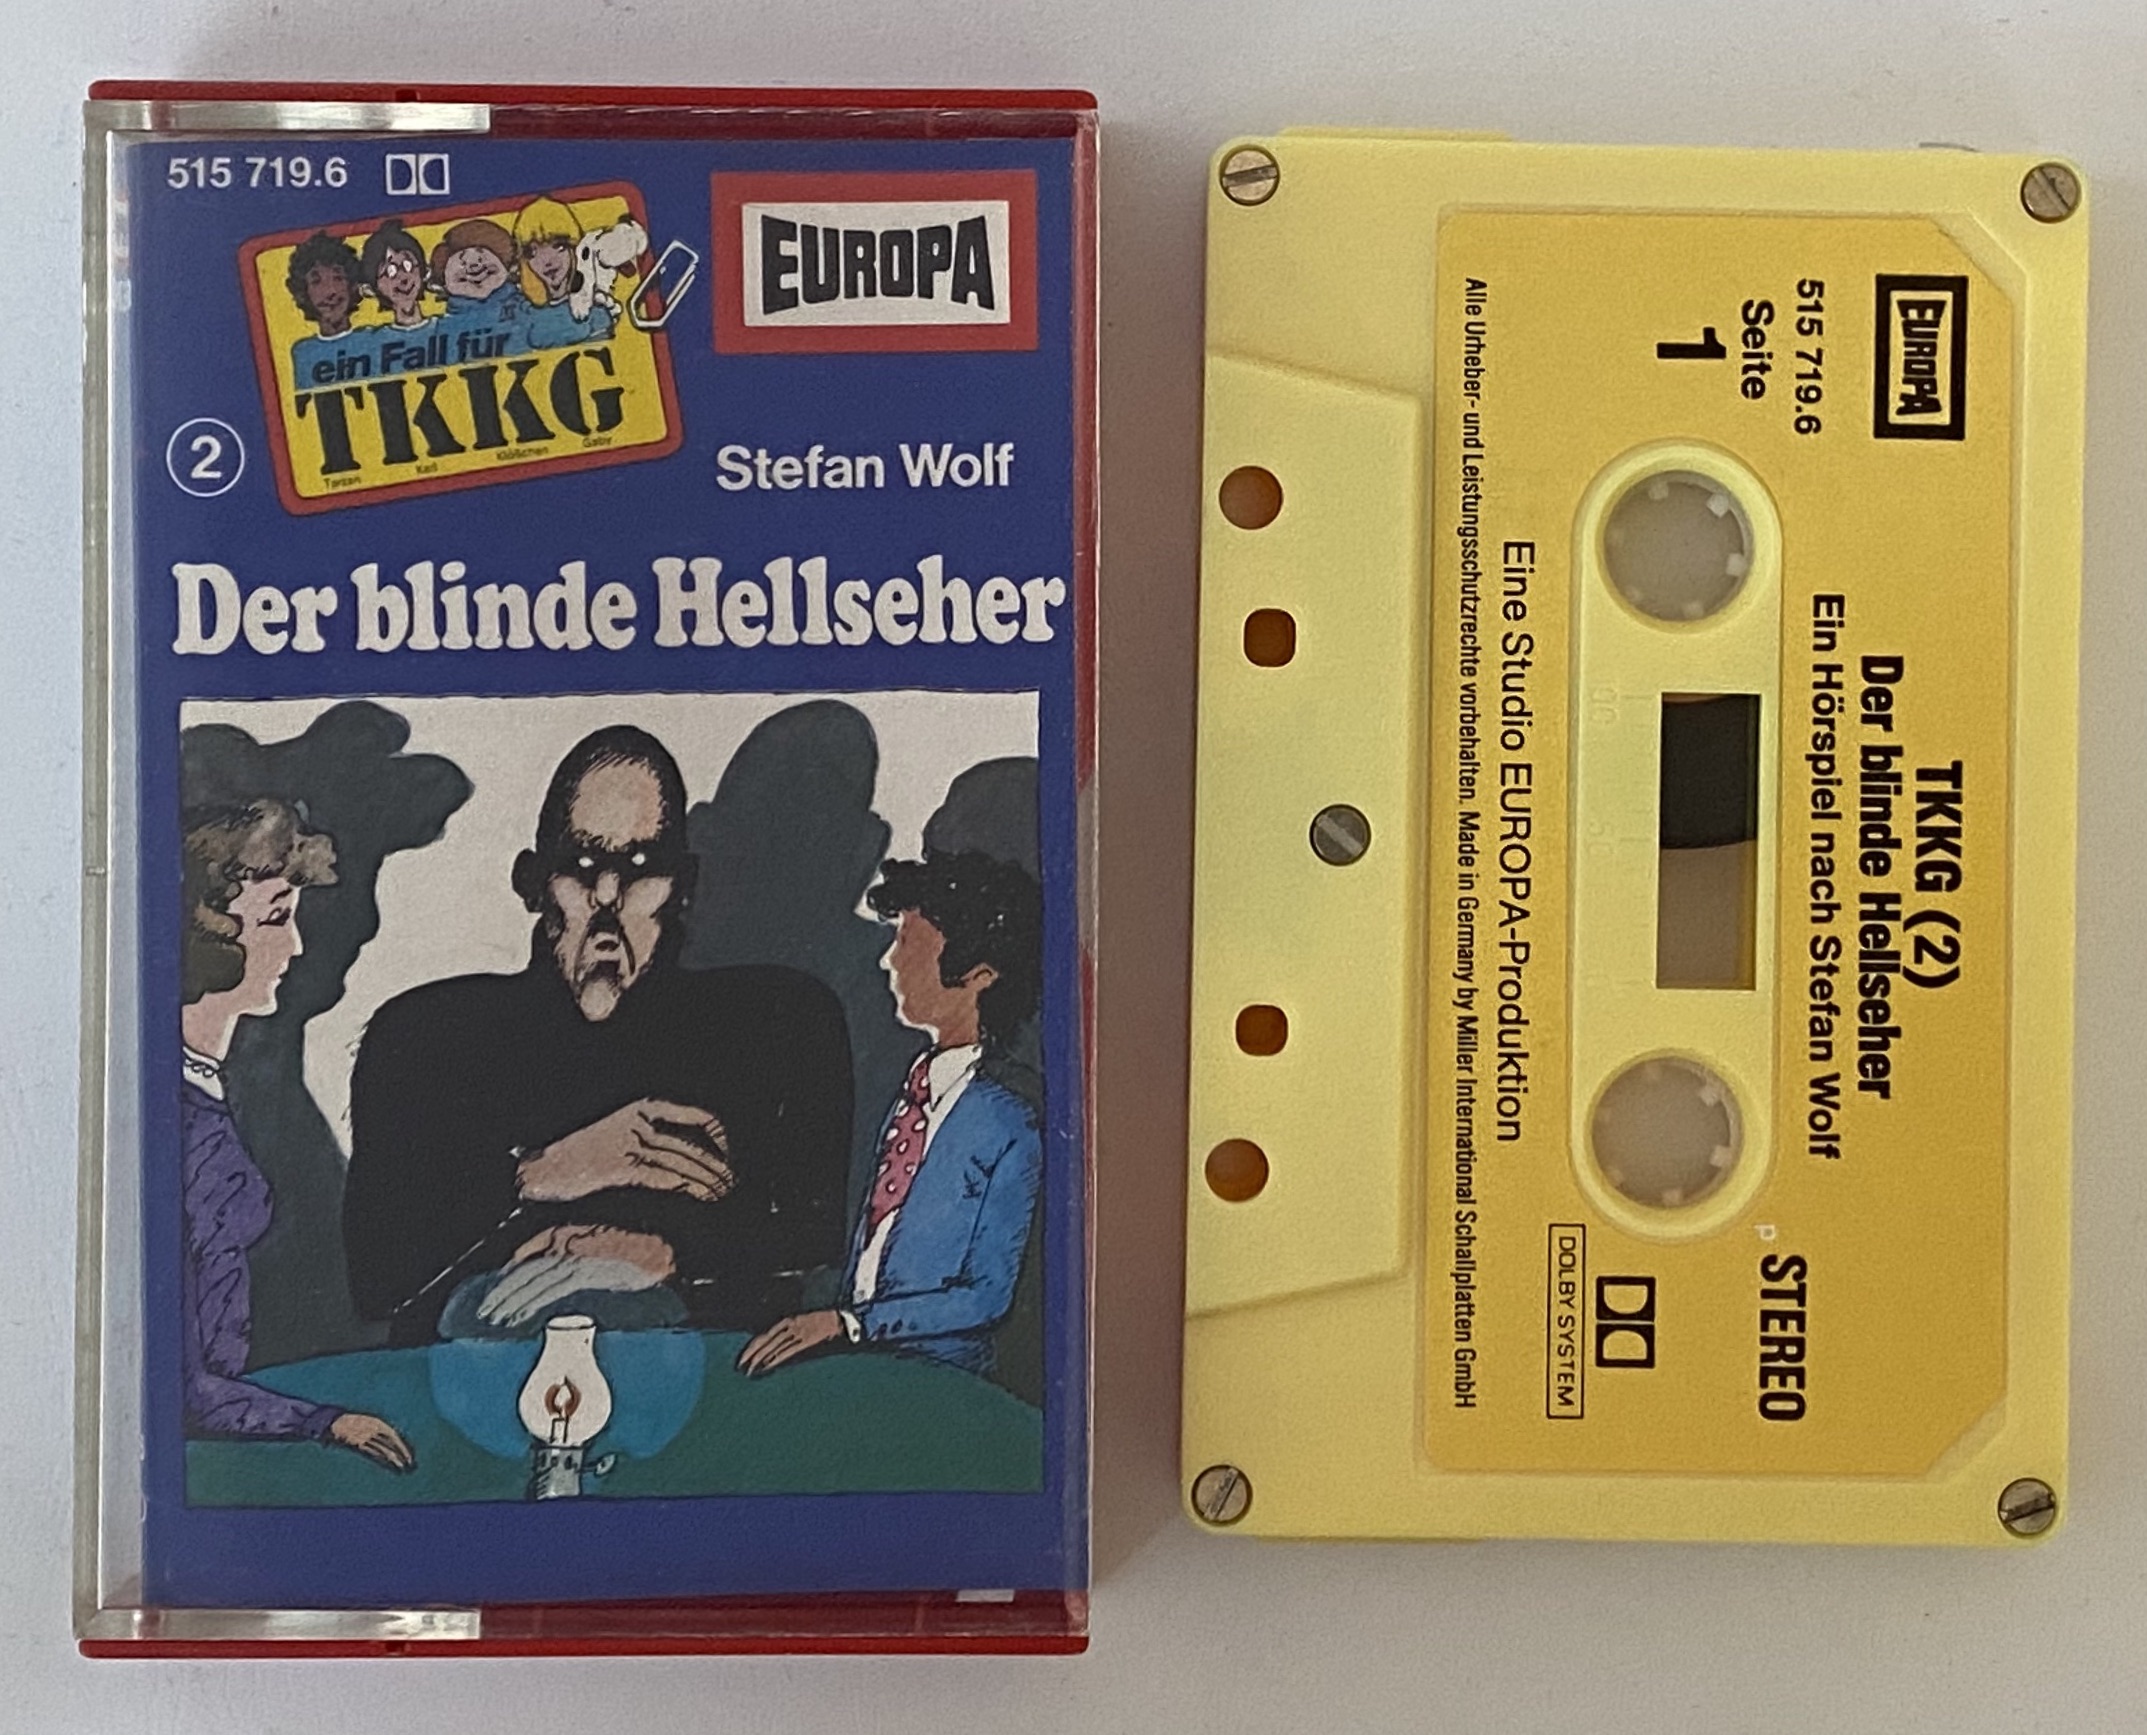 515 719.6
EUROPA
ein Fall für
TKKG
Tarzan Karl Klößchen Gaby
2
Stefan Wolf
Der blinde Hellseher
EUROPA
515 719.6
Seite
1
TKKG (2)
Der blinde Hellseher
Ein Hörspiel nach Stefan Wolf
STEREO
DOLBY SYSTEM
Eine Studio EUROPA-Produktion
Alle Urheber- und Leistungsschutzrechte vorbehalten. Made in Germany by Miller International Schallplatten GmbH